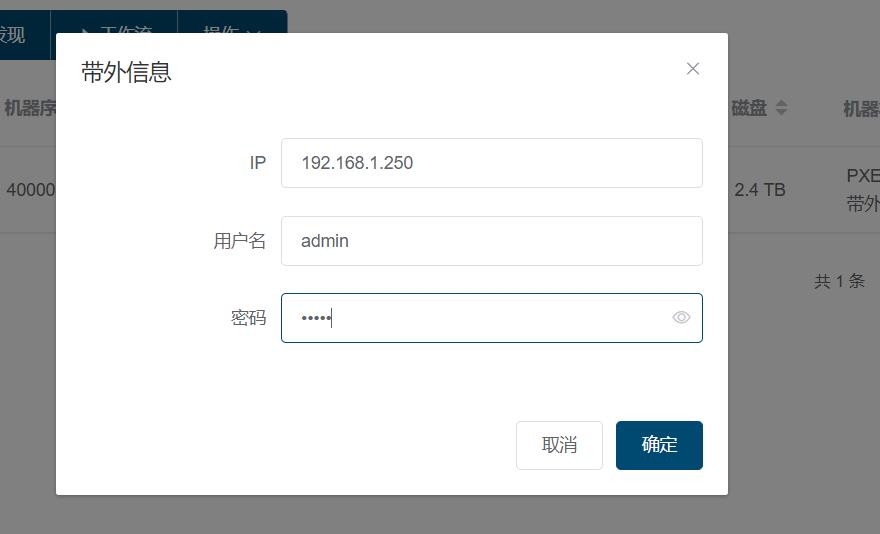 发现 工作流 操作
带外信息
机器序 磁盘 机器
IP 192.168.1.250
40000 2.4 TB PXE
带外
用户名 admin
共 1 条
密码 •••••
取消 确定